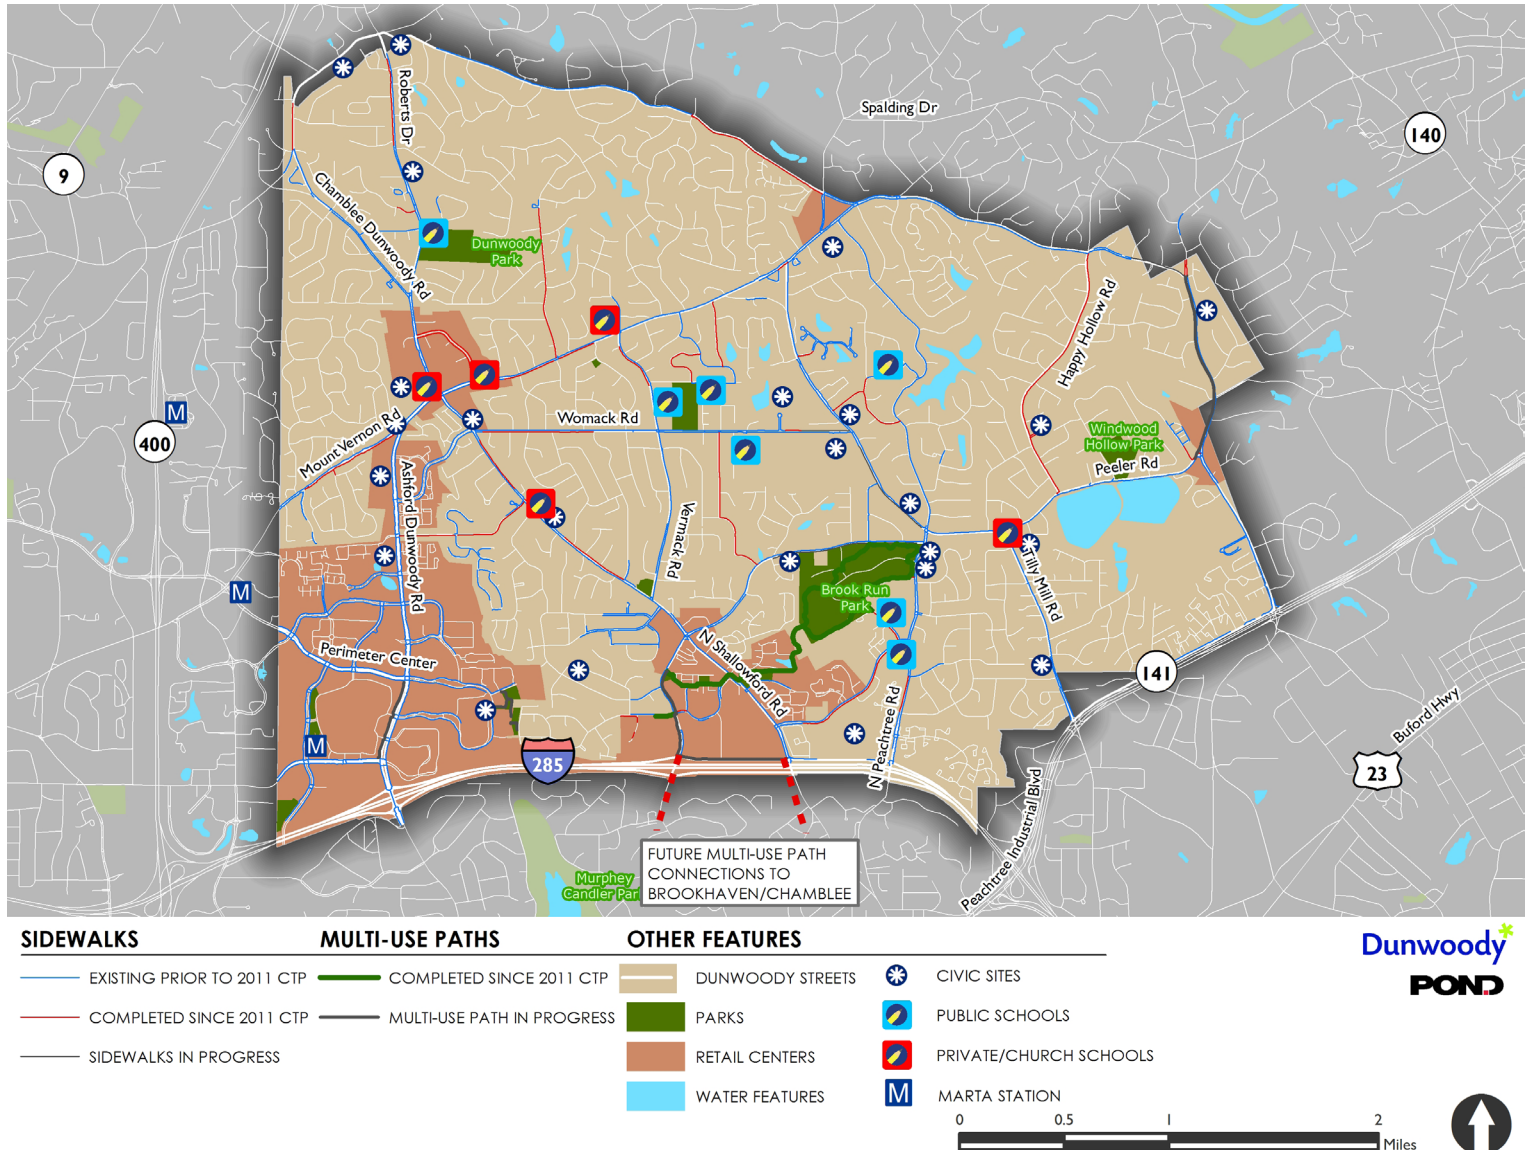 Spalding Dr
140
9
Roberts Dr
Chamblee Dunwoody Rd
Dunwoody
Park
Happy Hollow Rd
M
400
Mount Vernon Rd
Womack Rd
Windwood
Hollow Park
Peeler Rd
Ashford Dunwoody Rd
Vermack Rd
M
Brook Run
Park
Tilly Mill Rd
Perimeter Center
N Shallowford Rd
141
N Peachtree Rd
Buford Hwy
M
285
23
Peachtree Industrial Blvd
FUTURE MULTI-USE PATH
CONNECTIONS TO
BROOKHAVEN/CHAMBLEE
Murphey
Candler Par
SIDEWALKS
EXISTING PRIOR TO 2011 CTP
COMPLETED SINCE 2011 CTP
SIDEWALKS IN PROGRESS
MULTI-USE PATHS
COMPLETED SINCE 2011 CTP
MULTI-USE PATH IN PROGRESS
OTHER FEATURES
DUNWOODY STREETS
PARKS
RETAIL CENTERS
WATER FEATURES
CIVIC SITES
PUBLIC SCHOOLS
PRIVATE/CHURCH SCHOOLS
M MARTA STATION
Dunwoody*
POND
0 0.5 1 2
Miles